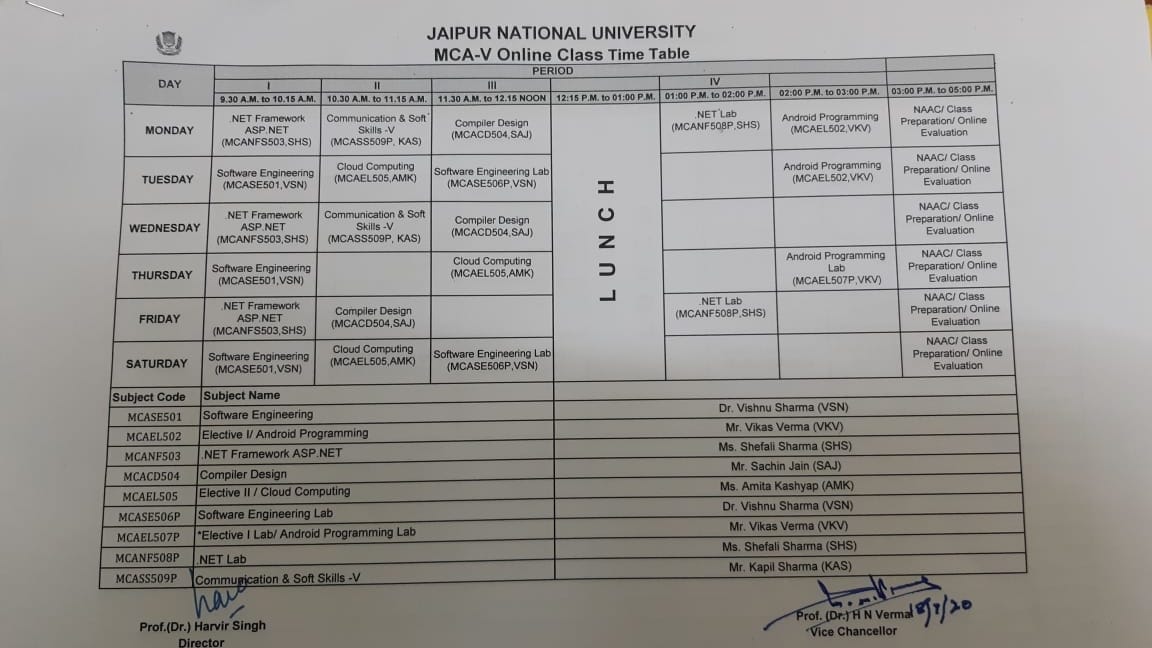 JAIPUR NATIONAL UNIVERSITY
MCA-V Online Class Time Table
DAY
PERIOD
I II III IV
9.30 A.M. to 10.15 A.M. 10.30 A.M. to 11.15 A.M. 11.30 A.M. to 12.15 NOON 12:15 P.M. to 01:00 P.M. 01:00 P.M. to 02:00 P.M. 02:00 P.M. to 03:00 P.M. 03:00 P.M. to 05:00 P.M.
LUNCH
MONDAY
.NET Framework
ASP.NET
(MCANFS503,SHS)
Communication & Soft
Skills -V
(MCASS509P, KAS)
Compiler Design
(MCACD504,SAJ)
.NET Lab
(MCANF508P,SHS)
Android Programming
(MCAEL502,VKV)
NAAC/ Class
Preparation/ Online
Evaluation
TUESDAY
Software Engineering
(MCASE501,VSN)
Cloud Computing
(MCAEL505,AMK)
Software Engineering Lab
(MCASE506P,VSN)
Android Programming
(MCAEL502,VKV)
NAAC/ Class
Preparation/ Online
Evaluation
WEDNESDAY
.NET Framework
ASP.NET
(MCANFS503,SHS)
Communication & Soft
Skills -V
(MCASS509P, KAS)
Compiler Design
(MCACD504,SAJ)
NAAC/ Class
Preparation/ Online
Evaluation
THURSDAY
Software Engineering
(MCASE501,VSN)
Cloud Computing
(MCAEL505,AMK)
Android Programming
Lab
(MCAEL507P,VKV)
NAAC/ Class
Preparation/ Online
Evaluation
FRIDAY
.NET Framework
ASP.NET
(MCANFS503,SHS)
Compiler Design
(MCACD504,SAJ)
.NET Lab
(MCANF508P,SHS)
NAAC/ Class
Preparation/ Online
Evaluation
SATURDAY
Software Engineering
(MCASE501,VSN)
Cloud Computing
(MCAEL505,AMK)
Software Engineering Lab
(MCASE506P,VSN)
NAAC/ Class
Preparation/ Online
Evaluation
Subject Code Subject Name
MCASE501 Software Engineering Dr. Vishnu Sharma (VSN)
MCAEL502 Elective I/ Android Programming Mr. Vikas Verma (VKV)
MCANF503 .NET Framework ASP.NET Ms. Shefali Sharma (SHS)
MCACD504 Compiler Design Mr. Sachin Jain (SAJ)
MCAEL505 Elective II / Cloud Computing Ms. Amita Kashyap (AMK)
MCASE506P Software Engineering Lab Dr. Vishnu Sharma (VSN)
MCAEL507P *Elective I Lab/ Android Programming Lab Mr. Vikas Verma (VKV)
MCANF508P .NET Lab Ms. Shefali Sharma (SHS)
MCASS509P Communication & Soft Skills -V Mr. Kapil Sharma (KAS)
Prof.(Dr.) Harvir Singh
Director
Prof. (Dr.) H N Verma
Vice Chancellor